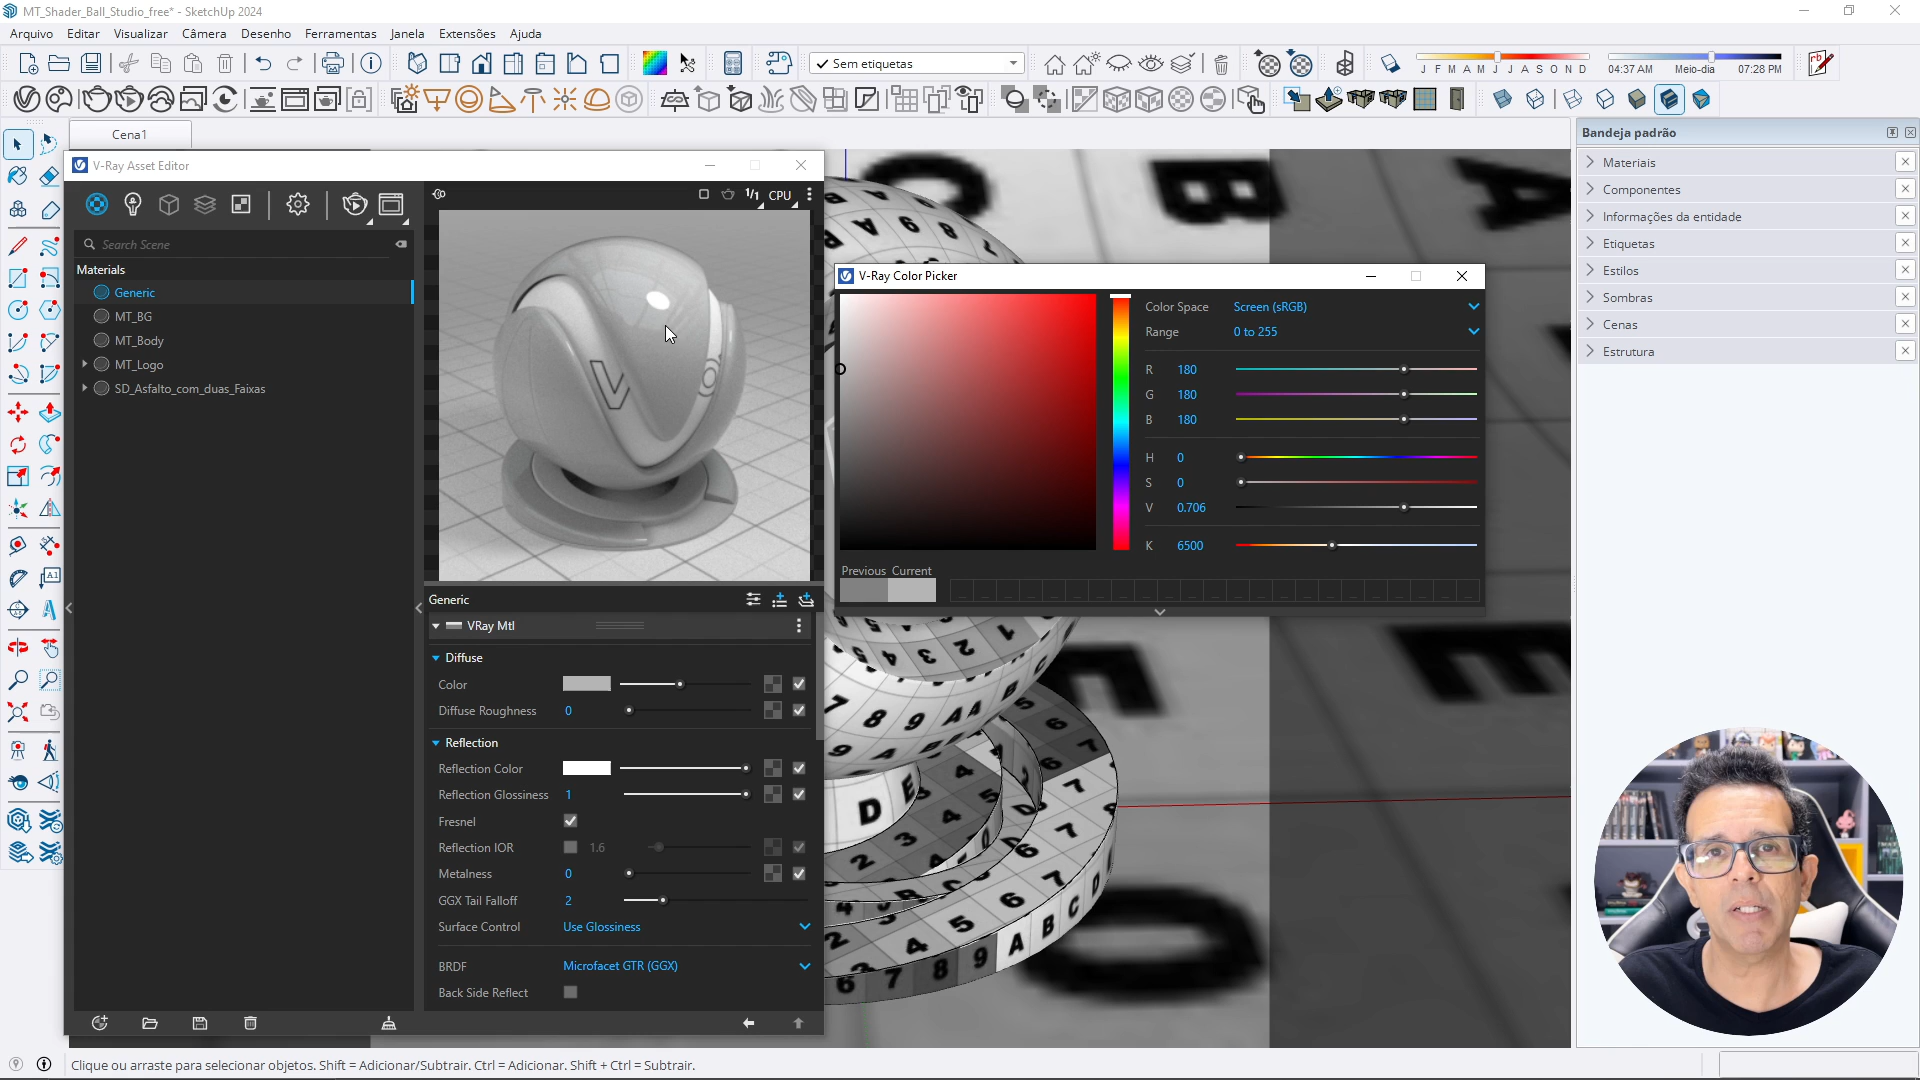 MT_Shader_Ball_Studio_free* - SketchUp 2024
Arquivo Editar Visualizar Câmera Desenho Ferramentas Janela Extensões Ajuda
Sem etiquetas
J F M A M J J A S O N D
04:37 AM Meio-dia 07:28 PM
Cena1
Bandeja padrão
Materiais
Componentes
Informações da entidade
Etiquetas
Estilos
Sombras
Cenas
Estrutura
V-Ray Asset Editor
1/1 CPU
Search Scene
Materials
Generic
MT_BG
MT_Body
MT_Logo
SD_Asfalto_com_duas_Faixas
V-Ray Color Picker
Color Space Screen (sRGB)
Range 0 to 255
R 180
G 180
B 180
H 0
S 0
V 0.706
K 6500
Previous Current
Generic
VRay Mtl
Diffuse
Color
Diffuse Roughness 0
Reflection
Reflection Color
Reflection Glossiness 1
Fresnel
Reflection IOR 1.6
Metalness 0
GGX Tail Falloff 2
Surface Control Use Glossiness
BRDF Microfacet GTR (GGX)
Back Side Reflect
Clique ou arraste para selecionar objetos. Shift = Adicionar/Subtrair. Ctrl = Adicionar. Shift + Ctrl = Subtrair.